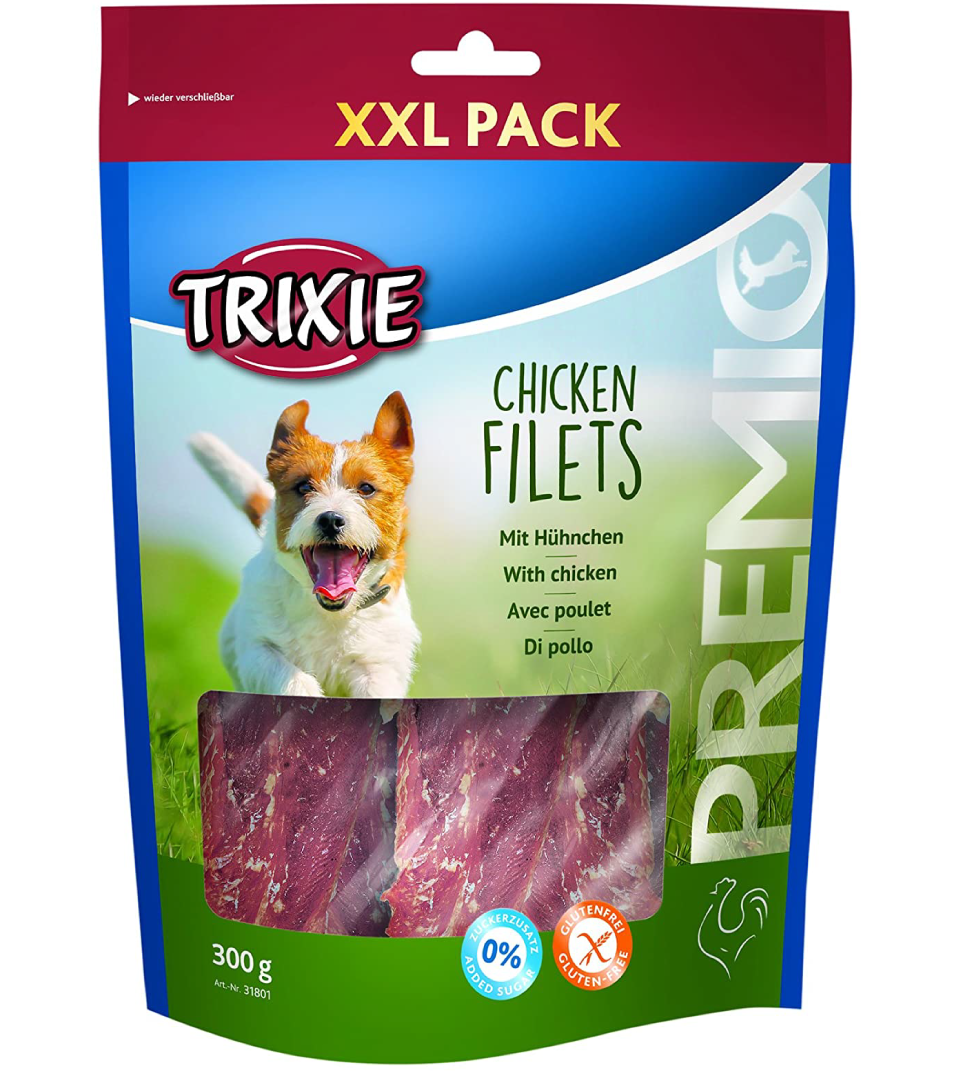 wieder verschließbar
XXL PACK
TRIXIE
CHICKEN
FILETS
Mit Hühnchen
With chicken
Avec poulet
Di pollo
PREMIO
300 g
Art.-Nr. 31801
ZUCKERZUSATZ
0%
ADDED SUGAR
GLUTENFREI
GLUTEN-FREE